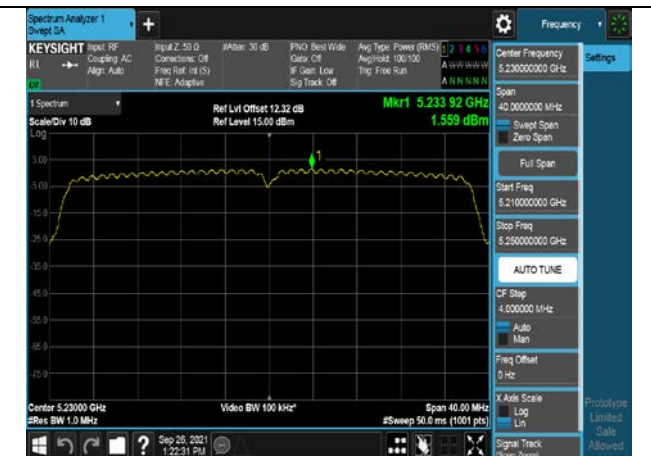 Spectrum Analyzer 1
Swept SA
+
Frequency
KEYSIGHT
RL
Input: RF
Coupling: AC
Align: Auto
Input Z: 50 Ω
Corrections: Off
Freq Ref: Int (S)
NFE: Adaptive
#Atten: 30 dB
PNO: Best Wide
Gate: Off
IF Gain: Low
Sig Track: Off
Avg Type: Power (RMS)
Avg|Hold: 100/100
Trig: Free Run
1 2 3 4 5 6
A W W W W W
A N N N N N
1 Spectrum
Scale/Div 10 dB
Log
Ref Lvl Offset 12.32 dB
Ref Level 15.00 dBm
Mkr1 5.233 92 GHz
1.559 dBm
1
5.00
-5.00
-15.0
-25.0
-35.0
-45.0
-55.0
-65.0
-75.0
Center 5.23000 GHz
#Res BW 1.0 MHz
Video BW 100 kHz*
Span 40.00 MHz
#Sweep 50.0 ms (1001 pts)
Sep 26, 2021
1:22:31 PM
Center Frequency
5.230000000 GHz
Span
40.0000000 MHz
Swept Span
Zero Span
Full Span
Start Freq
5.210000000 GHz
Stop Freq
5.250000000 GHz
AUTO TUNE
CF Step
4.000000 MHz
Auto
Man
Freq Offset
0 Hz
X Axis Scale
Log
Lin
Signal Track
(Span Zoom)
Settings
Prototype
Limited
Sale
Allowed